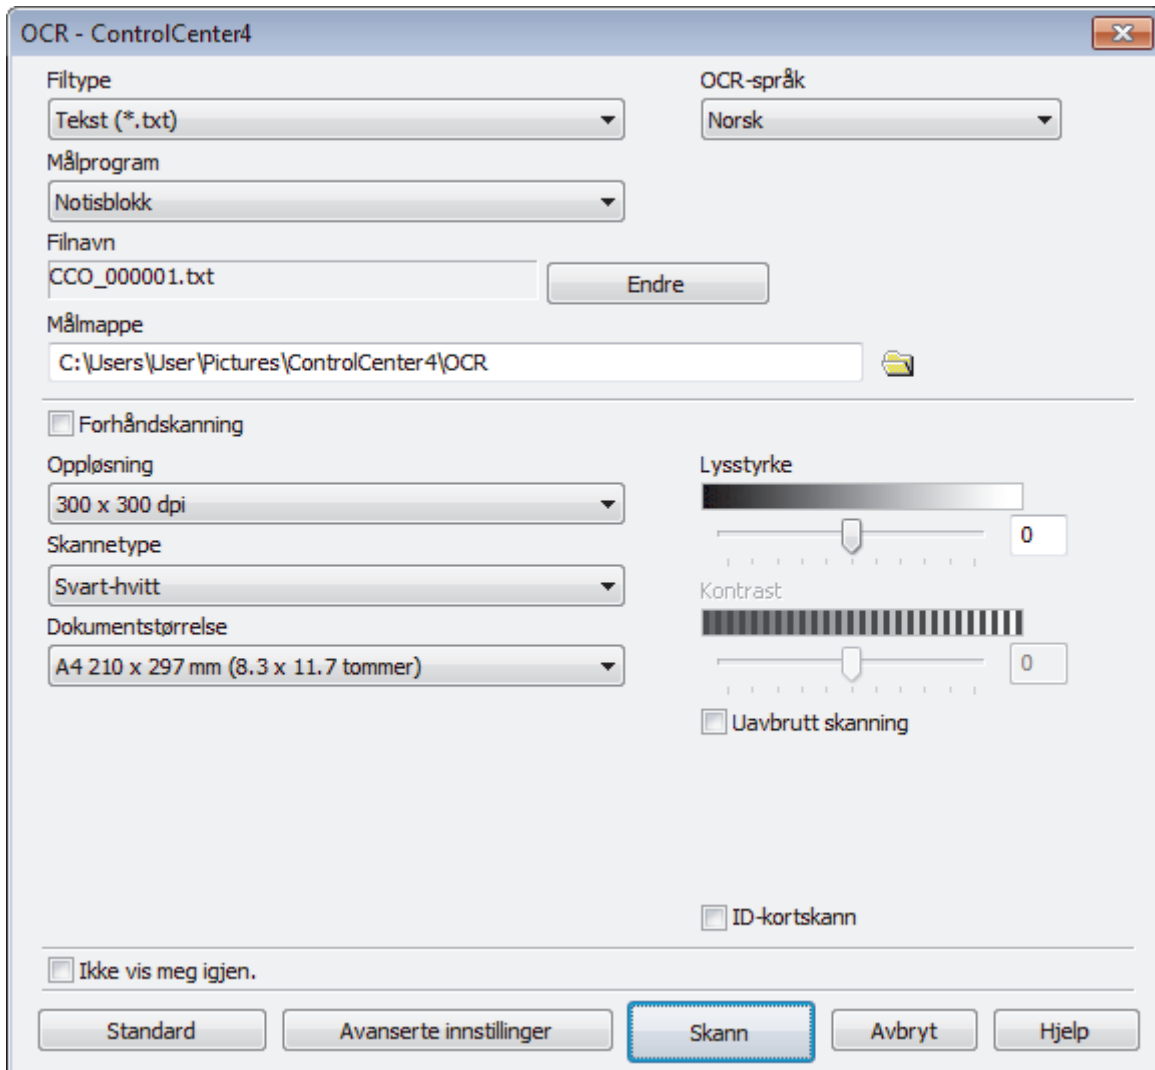 OCR - ControlCenter4
Filtype
Tekst (*.txt)
OCR-språk
Norsk
Målprogram
Notisblokk
Filnavn
CCO_000001.txt
Endre
Målmappe
C:\Users\User\Pictures\ControlCenter4\OCR
Forhåndskanning
Oppløsning
300 x 300 dpi
Skannetype
Svart-hvitt
Dokumentstørrelse
A4 210 x 297 mm (8.3 x 11.7 tommer)
Lysstyrke
0
Kontrast
0
Uavbrutt skanning
ID-kortskann
Ikke vis meg igjen.
Standard
Avanserte innstillinger
Skann
Avbryt
Hjelp